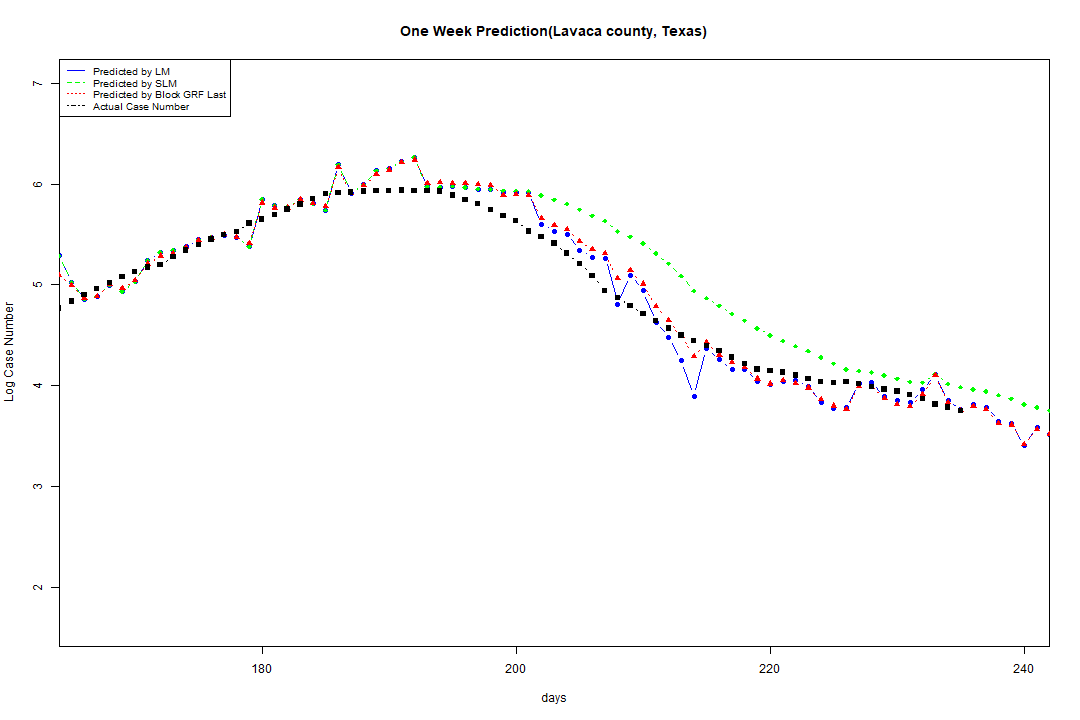 One Week Prediction(Lavaca county, Texas)
Predicted by LM
Predicted by SLM
Predicted by Block GRF Last
Actual Case Number
Log Case Number
7
6
5
4
3
2
180 200 220 240
days